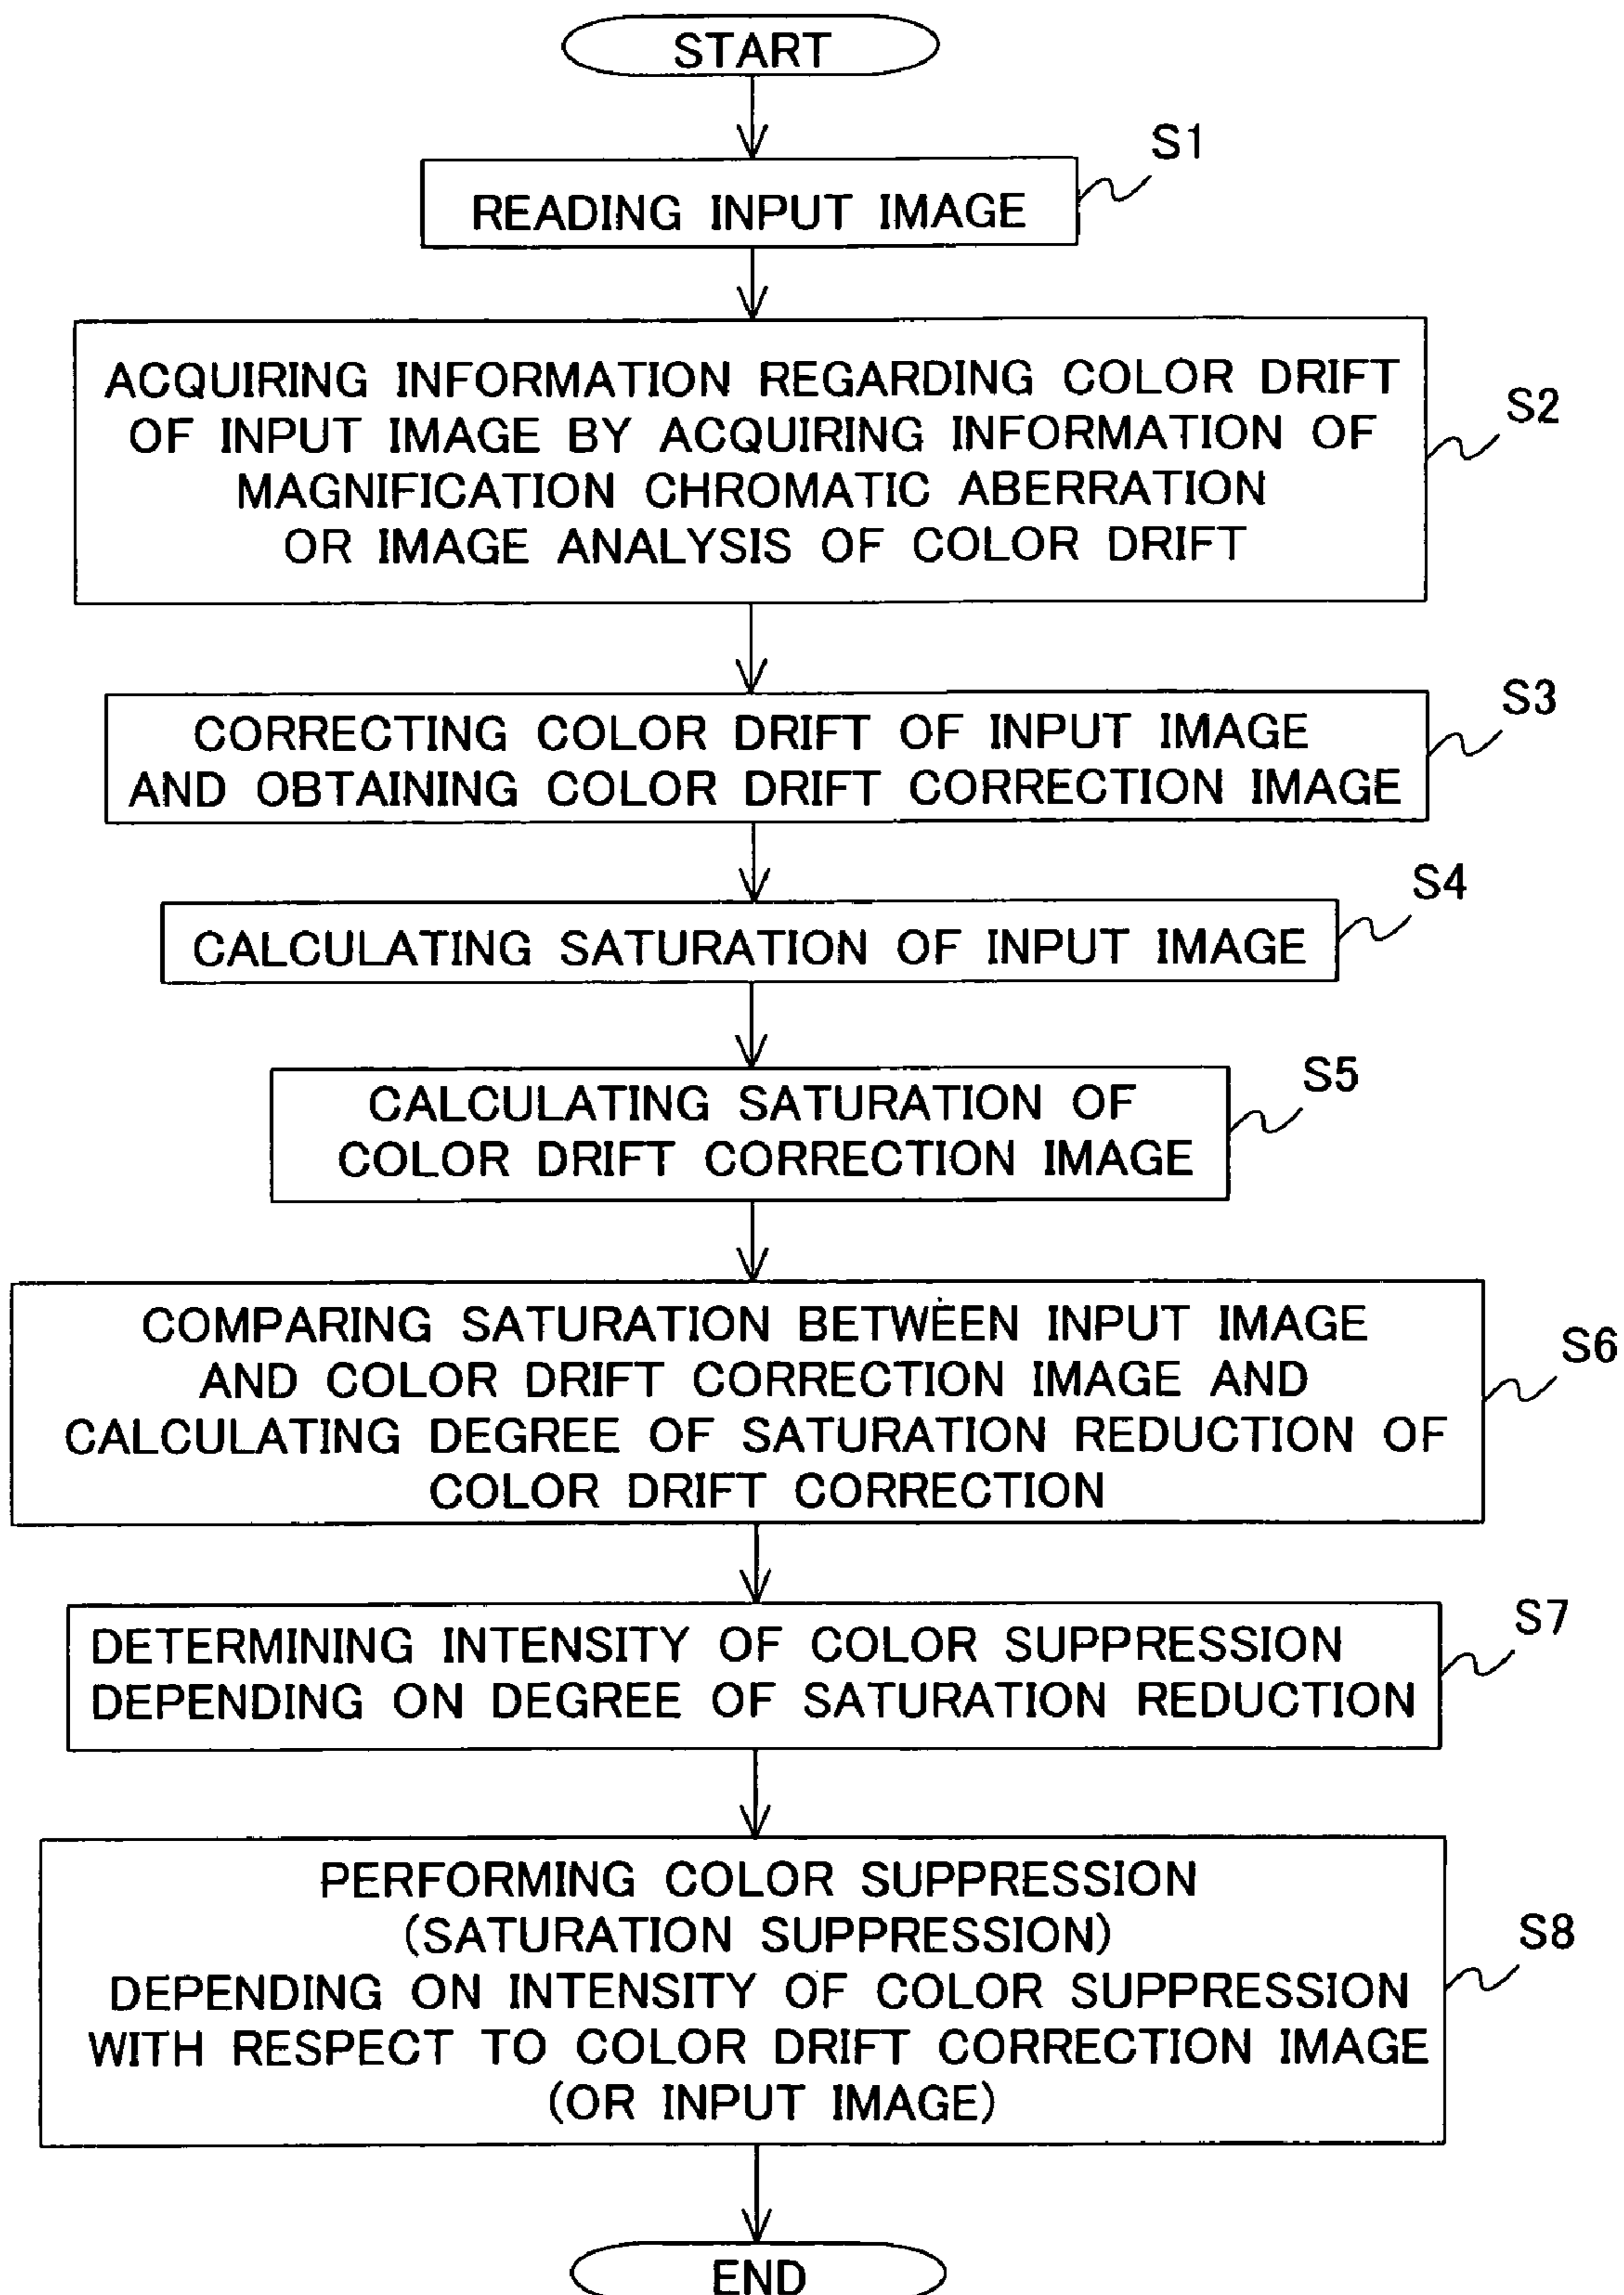 START
S1
READING INPUT IMAGE
S2
ACQUIRING INFORMATION REGARDING COLOR DRIFT
OF INPUT IMAGE BY ACQUIRING INFORMATION OF
MAGNIFICATION CHROMATIC ABERRATION
OR IMAGE ANALYSIS OF COLOR DRIFT
S3
CORRECTING COLOR DRIFT OF INPUT IMAGE
AND OBTAINING COLOR DRIFT CORRECTION IMAGE
S4
CALCULATING SATURATION OF INPUT IMAGE
S5
CALCULATING SATURATION OF
COLOR DRIFT CORRECTION IMAGE
S6
COMPARING SATURATION BETWEEN INPUT IMAGE
AND COLOR DRIFT CORRECTION IMAGE AND
CALCULATING DEGREE OF SATURATION REDUCTION OF
COLOR DRIFT CORRECTION
S7
DETERMINING INTENSITY OF COLOR SUPPRESSION
DEPENDING ON DEGREE OF SATURATION REDUCTION
S8
PERFORMING COLOR SUPPRESSION
(SATURATION SUPPRESSION)
DEPENDING ON INTENSITY OF COLOR SUPPRESSION
WITH RESPECT TO COLOR DRIFT CORRECTION IMAGE
(OR INPUT IMAGE)
END